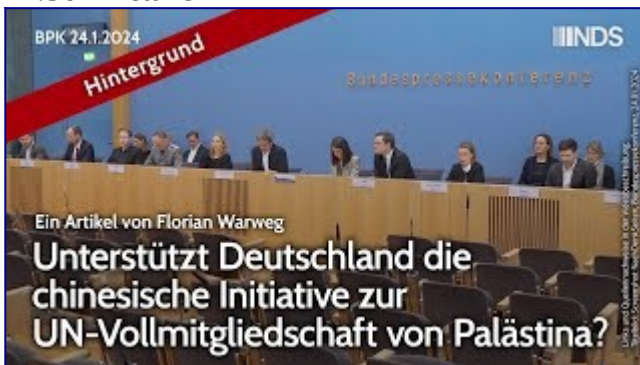 BPK 24.1.2024
NDS
Hintergrund
Bundespressekonferenz
Ein Artikel von Florian Warweg
Unterstützt Deutschland die
chinesische Initiative zur
UN-Vollmitgliedschaft von Palästina?